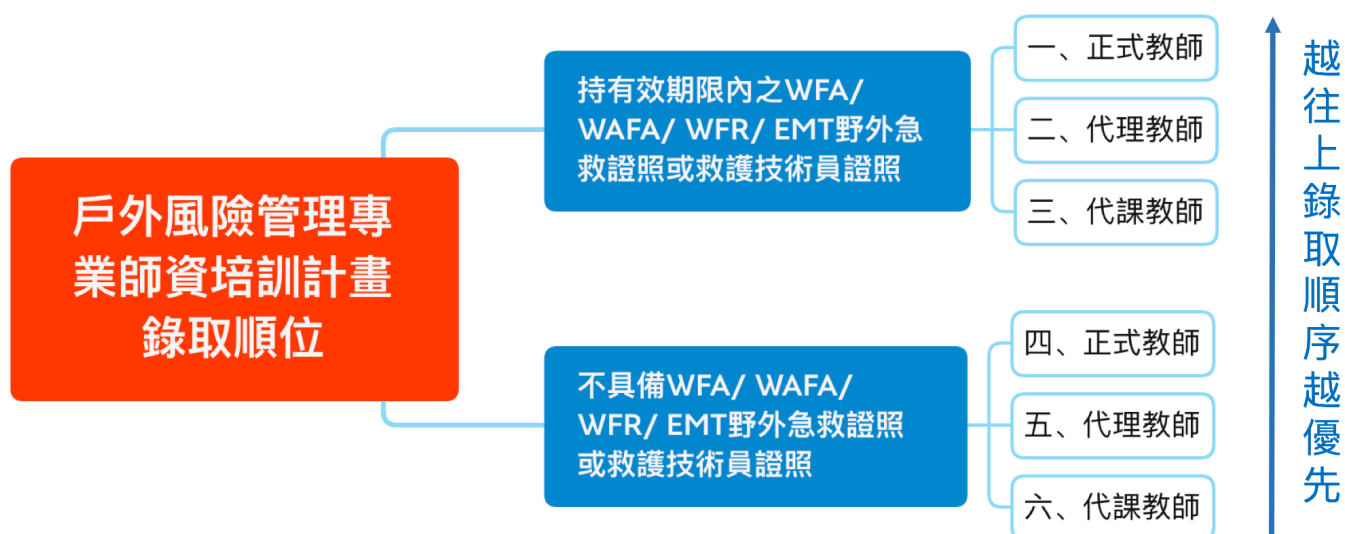 戶外風險管理專
業師資培訓計畫
錄取順位
持有效期限內之WFA/
WAFA/ WFR/ EMT野外急
救證照或救護技術員證照
一、正式教師
二、代理教師
三、代課教師
不具備WFA/ WAFA/
WFR/ EMT野外急救證照
或救護技術員證照
四、正式教師
五、代理教師
六、代課教師
越往上錄取順序越優先